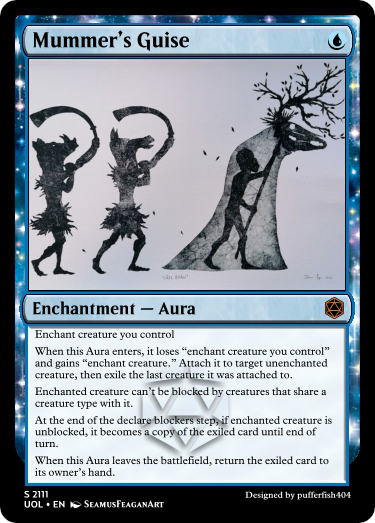 Mummer's Guise
Enchantment — Aura
Enchant creature you control
When this Aura enters, it loses “enchant creature you control”
and gains “enchant creature.” Attach it to target unenchanted
creature, then exile the last creature it was attached to.
Enchanted creature can't be blocked by creatures that share a
creature type with it.
At the end of the declare blockers step, if enchanted creature is
unblocked, it becomes a copy of the exiled card until end of
turn.
When this Aura leaves the battlefield, return the exiled card to
its owner's hand.
S 2111
UOL • EN SeamusFeaganArt
Designed by pufferfish404